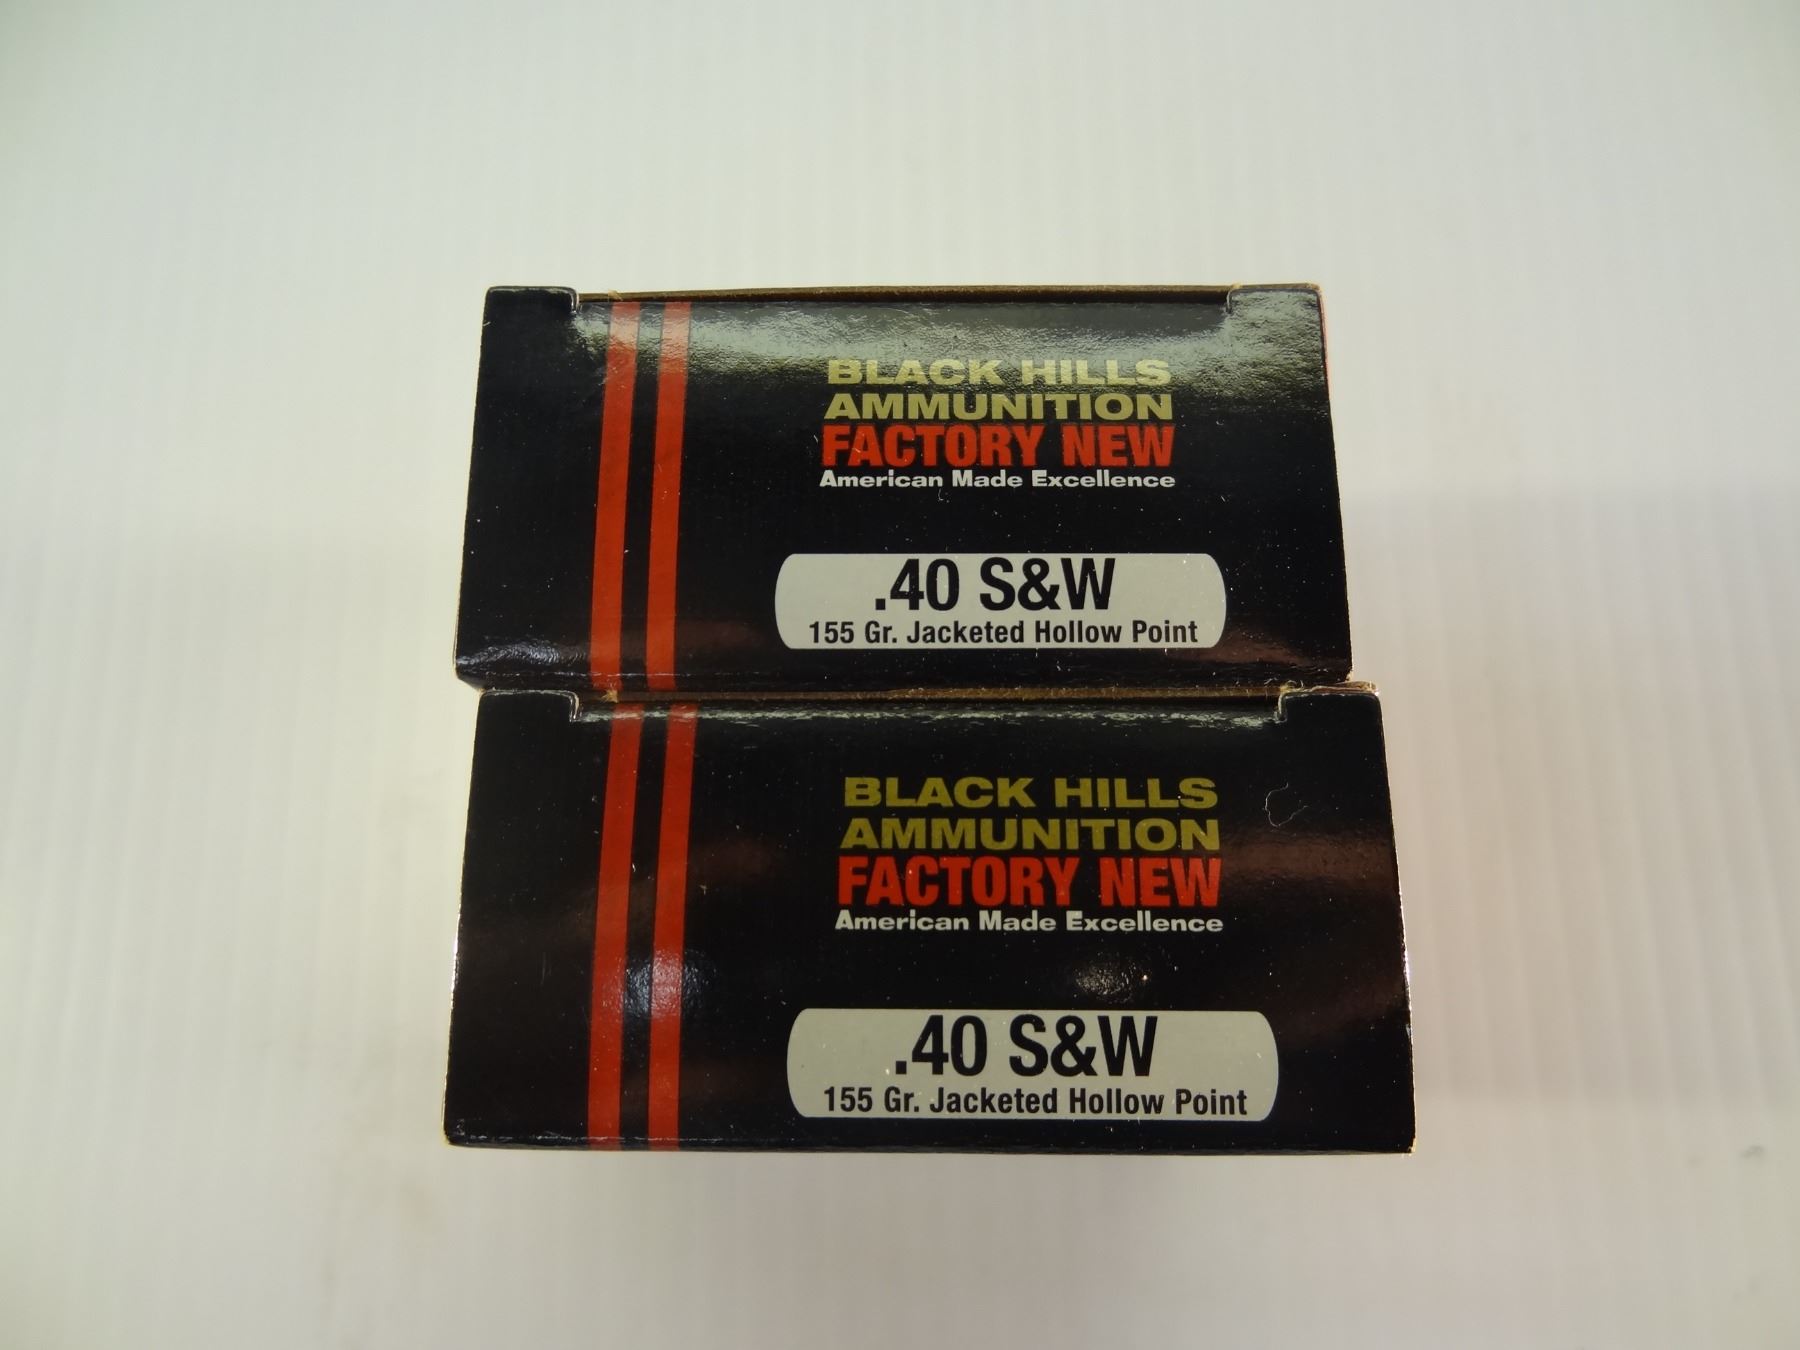 BLACK HILLS
AMMUNITION
FACTORY NEW
American Made Excellence
.40 S&W
155 Gr. Jacketed Hollow Point
BLACK HILLS
AMMUNITION
FACTORY NEW
American Made Excellence
.40 S&W
155 Gr. Jacketed Hollow Point